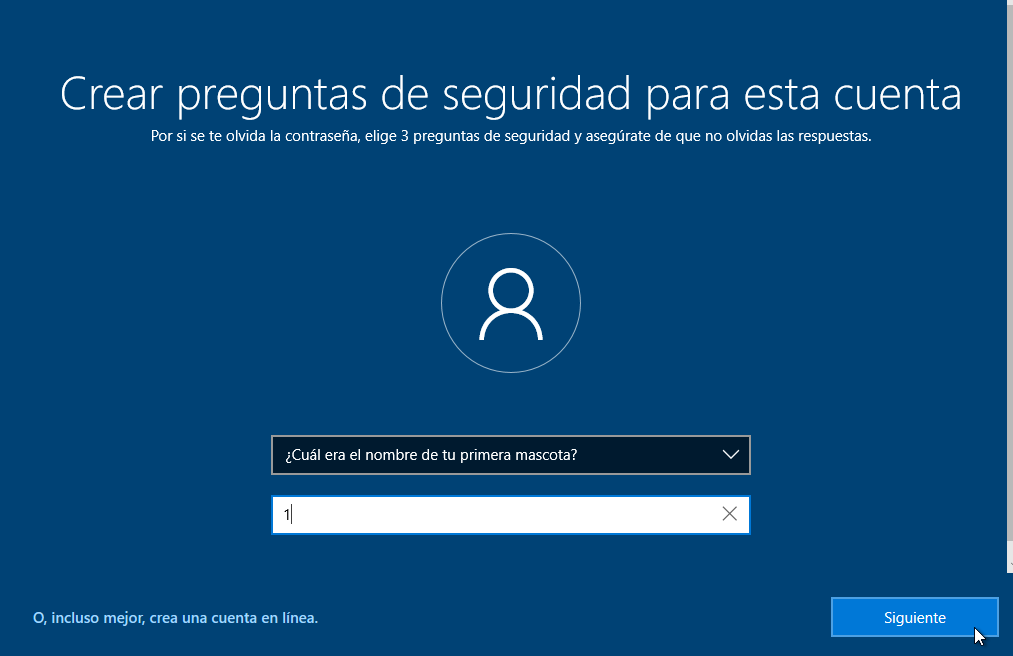 Crear preguntas de seguridad para esta cuenta
Por si se te olvida la contraseña, elige 3 preguntas de seguridad y asegúrate de que no olvidas las respuestas.
¿Cuál era el nombre de tu primera mascota?
1
O, incluso mejor, crea una cuenta en línea.
Siguiente